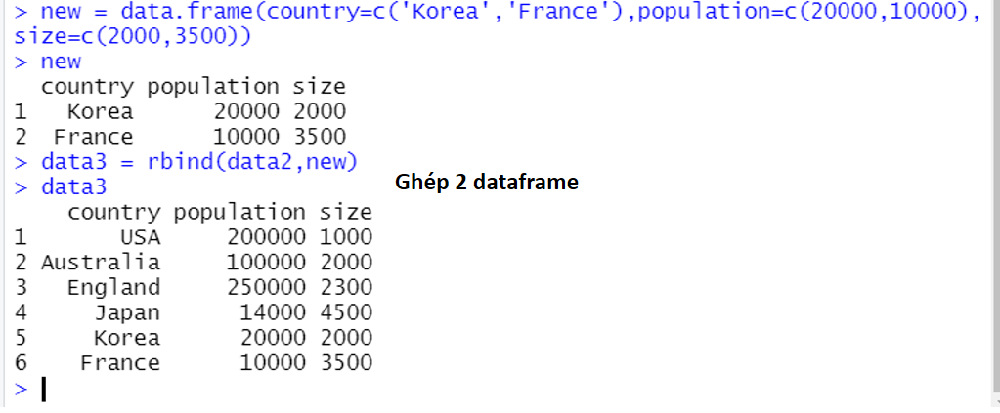 > new = data.frame(country=c('Korea','France'),population=c(20000,10000),
size=c(2000,3500))
> new
  country population size
1   Korea      20000 2000
2  France      10000 3500
> data3 = rbind(data2,new)
Ghép 2 dataframe
> data3
    country population size
1       USA     200000 1000
2 Australia     100000 2000
3   England     250000 2300
4     Japan      14000 4500
5     Korea      20000 2000
6    France      10000 3500
>